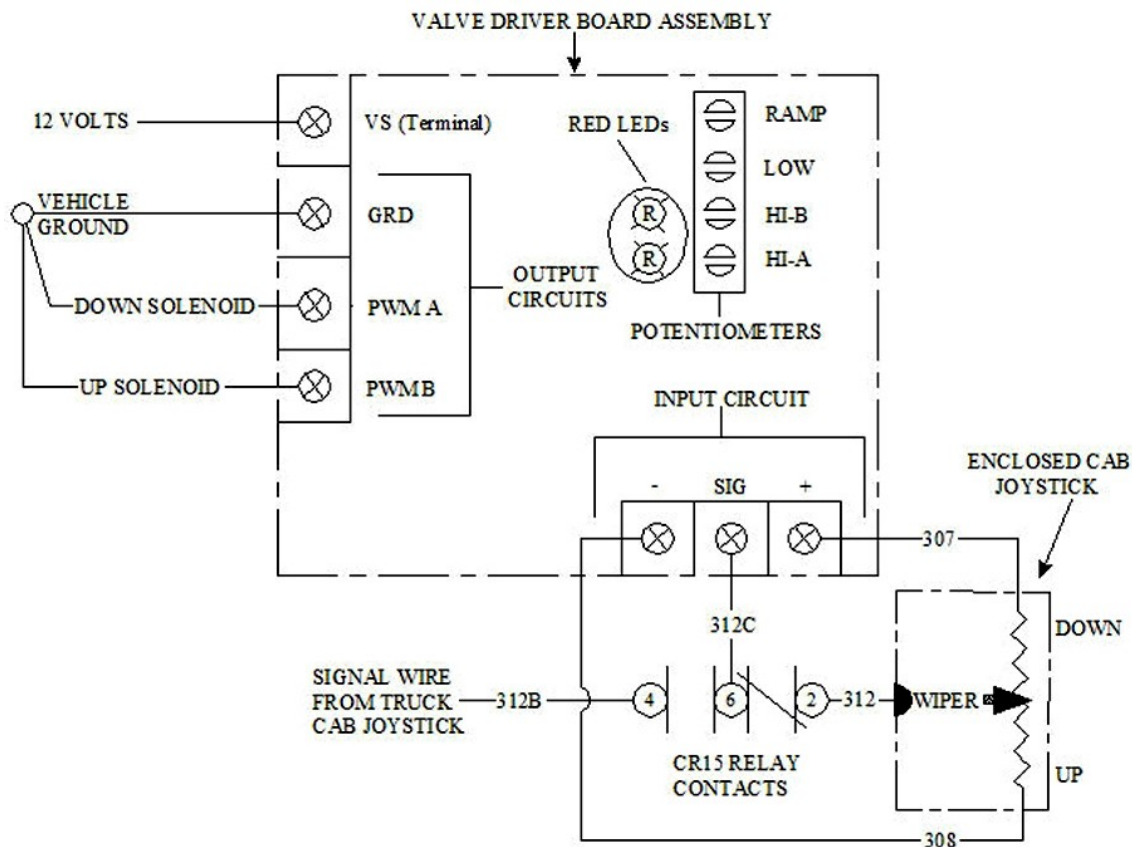 VALVE DRIVER BOARD ASSEMBLY
12 VOLTS
VS (Terminal)
RED LEDs
RAMP
LOW
HI-B
HI-A
R
R
POTENTIOMETERS
VEHICLE
GROUND
GRD
OUTPUT
CIRCUITS
DOWN SOLENOID
PWM A
UP SOLENOID
PWM B
INPUT CIRCUIT
- SIG +
ENCLOSED CAB
JOYSTICK
307
312C
DOWN
SIGNAL WIRE
FROM TRUCK
CAB JOYSTICK
312B
4
6
2
312
WIPER
CR15 RELAY
CONTACTS
UP
308